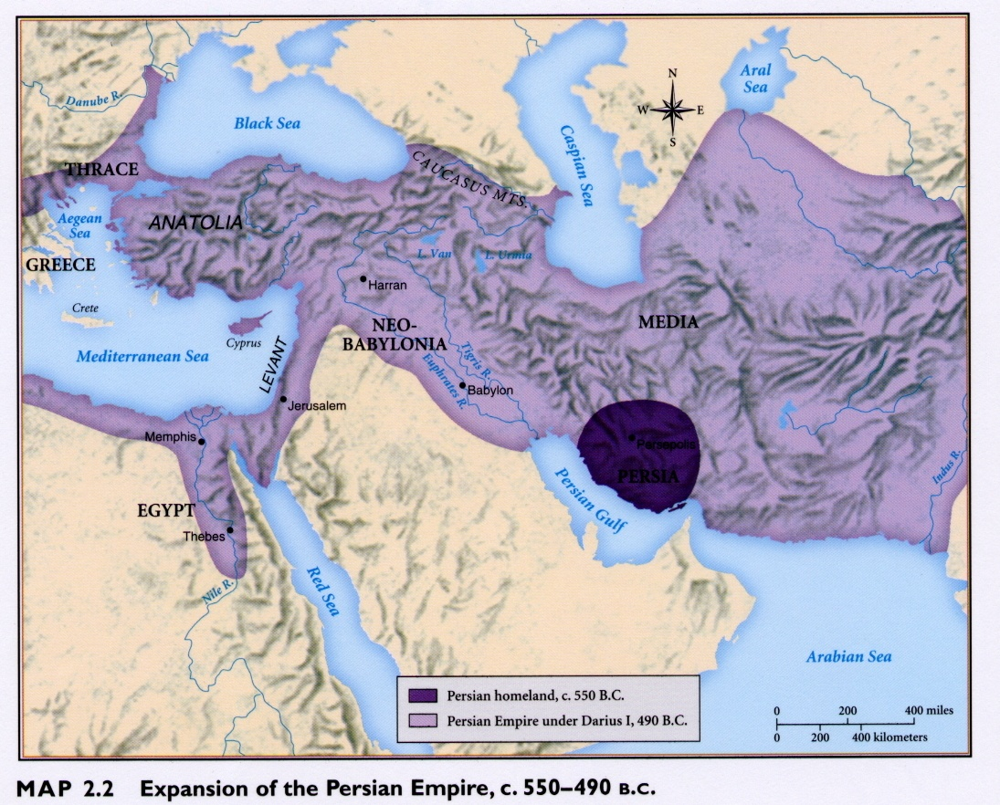 N
W
E
S
Aral
Sea
Danube R.
Black Sea
Caspian Sea
CAUCASUS MTS.
THRACE
Aegean
Sea
ANATOLIA
GREECE
L. Van
L. Urmia
Harran
Crete
Cyprus
Mediterranean Sea
LEVANT
NEO-
BABYLONIA
MEDIA
Tigris R.
Euphrates R.
Babylon
Jerusalem
Memphis
Persepolis
PERSIA
Indus R.
Persian Gulf
EGYPT
Thebes
Nile R.
Red Sea
Arabian Sea
Persian homeland, c. 550 B.C.
Persian Empire under Darius I, 490 B.C.
0 200 400 miles
0 200 400 kilometers
MAP 2.2 Expansion of the Persian Empire, c. 550–490 B.C.